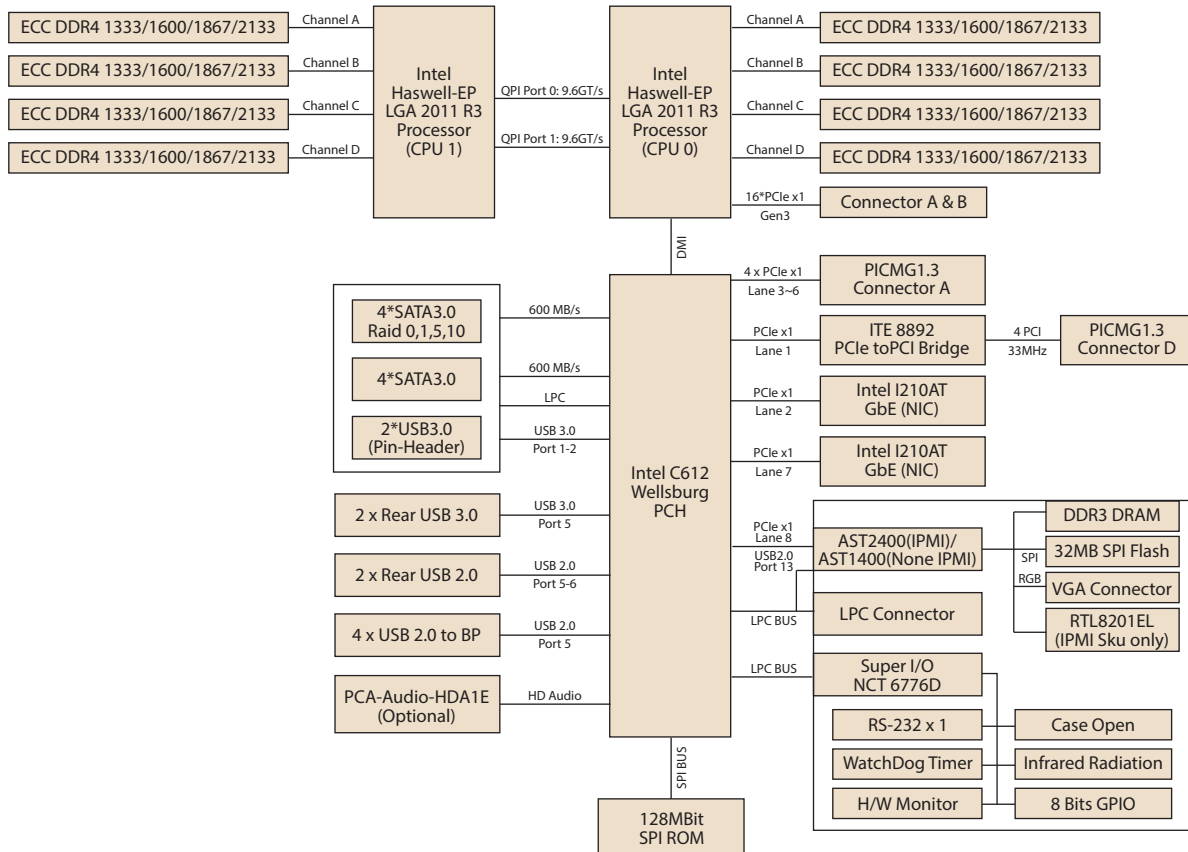 ECC DDR4 1333/1600/1867/2133
Channel A
ECC DDR4 1333/1600/1867/2133
Channel B
ECC DDR4 1333/1600/1867/2133
Channel C
ECC DDR4 1333/1600/1867/2133
Channel D
Intel
Haswell-EP
LGA 2011 R3
Processor
(CPU 1)
QPI Port 0: 9.6GT/s
QPI Port 1: 9.6GT/s
Intel
Haswell-EP
LGA 2011 R3
Processor
(CPU 0)
Channel A
ECC DDR4 1333/1600/1867/2133
Channel B
ECC DDR4 1333/1600/1867/2133
Channel C
ECC DDR4 1333/1600/1867/2133
Channel D
ECC DDR4 1333/1600/1867/2133
16*PCIe x1
Gen3
Connector A & B
DMI
4*SATA3.0
Raid 0,1,5,10
600 MB/s
4*SATA3.0
600 MB/s
LPC
2*USB3.0
(Pin-Header)
USB 3.0
Port 1-2
2 x Rear USB 3.0
USB 3.0
Port 5
2 x Rear USB 2.0
USB 2.0
Port 5-6
4 x USB 2.0 to BP
USB 2.0
Port 5
PCA-Audio-HDA1E
(Optional)
HD Audio
Intel C612
Wellsburg
PCH
4 x PCIe x1
Lane 3~6
PICMG1.3
Connector A
PCIe x1
Lane 1
ITE 8892
PCIe toPCI Bridge
4 PCI
33MHz
PICMG1.3
Connector D
PCIe x1
Lane 2
Intel I210AT
GbE (NIC)
PCIe x1
Lane 7
Intel I210AT
GbE (NIC)
PCIe x1
Lane 8
USB2.0
Port 13
AST2400(IPMI)/
AST1400(None IPMI)
SPI
RGB
DDR3 DRAM
32MB SPI Flash
VGA Connector
RTL8201EL
(IPMI Sku only)
LPC BUS
LPC Connector
LPC BUS
Super I/O
NCT 6776D
RS-232 x 1
Case Open
WatchDog Timer
Infrared Radiation
H/W Monitor
8 Bits GPIO
SPI BUS
128MBit
SPI ROM